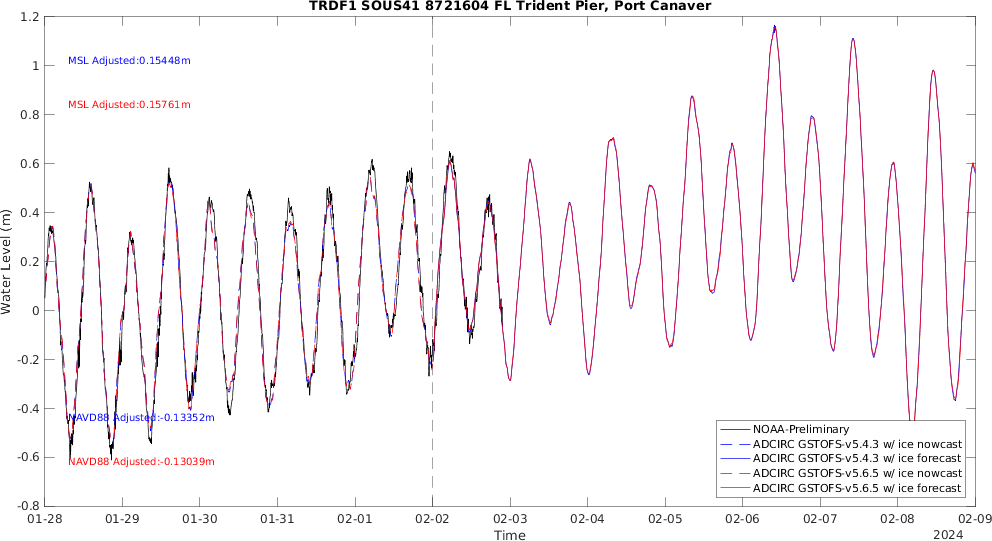 TRDF1 SOUS41 8721604 FL Trident Pier, Port Canaver
1.2
1
0.8
0.6
0.4
0.2
0
-0.2
-0.4
-0.6
-0.8
Water Level (m)
MSL Adjusted:0.15448m
MSL Adjusted:0.15761m
NAVD88 Adjusted:-0.13352m
NAVD88 Adjusted:-0.13039m
NOAA-Preliminary
ADCIRC GSTOFS-v5.4.3 w/ ice nowcast
ADCIRC GSTOFS-v5.4.3 w/ ice forecast
ADCIRC GSTOFS-v5.6.5 w/ ice nowcast
ADCIRC GSTOFS-v5.6.5 w/ ice forecast
01-28 01-29 01-30 01-31 02-01 02-02 02-03 02-04 02-05 02-06 02-07 02-08 02-09
Time
2024